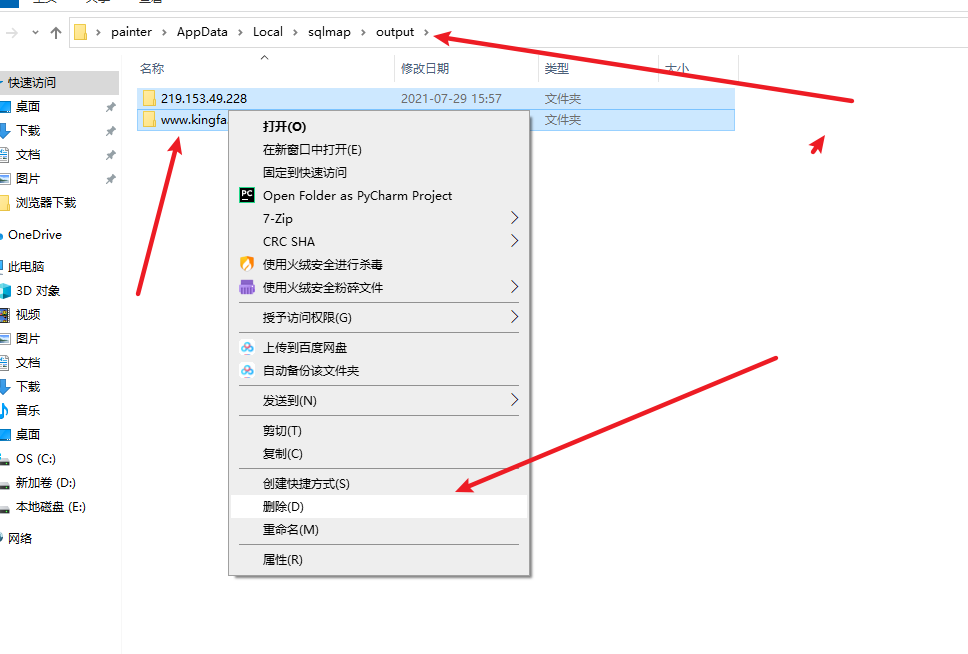 painter > AppData > Local > sqlmap > output >
名称 修改日期 类型 大小
快速访问
桌面
下载
文档
图片
浏览器下载
OneDrive
此电脑
3D 对象
视频
图片
文档
下载
音乐
桌面
OS (C:)
新加卷 (D:)
本地磁盘 (E:)
网络
219.153.49.228 2021-07-29 15:57 文件夹
www.kingfa 文件夹
打开(O)
在新窗口中打开(E)
固定到快速访问
PC Open Folder as PyCharm Project
7-Zip
CRC SHA
使用火绒安全进行杀毒
使用火绒安全粉碎文件
授予访问权限(G)
上传到百度网盘
自动备份该文件夹
发送到(N)
剪切(T)
复制(C)
创建快捷方式(S)
删除(D)
重命名(M)
属性(R)